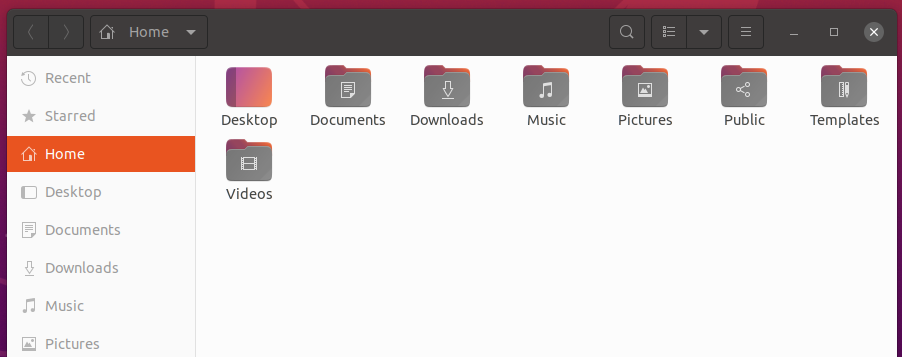 Home
Recent
Starred
Home
Desktop
Documents
Downloads
Music
Pictures
Desktop Documents Downloads Music Pictures Public Templates
Videos